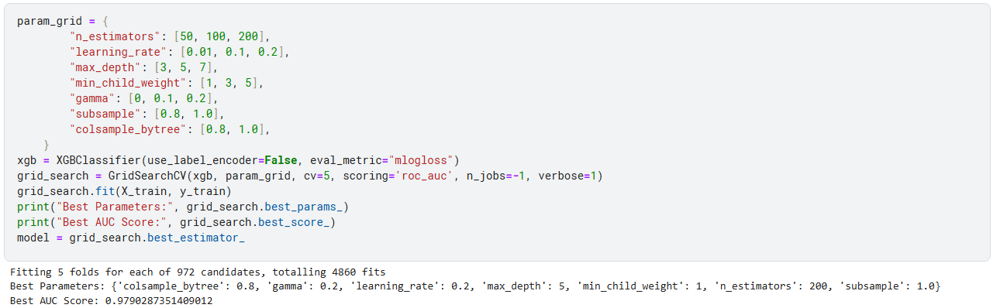 param_grid = {
        "n_estimators": [50, 100, 200],
        "learning_rate": [0.01, 0.1, 0.2],
        "max_depth": [3, 5, 7],
        "min_child_weight": [1, 3, 5],
        "gamma": [0, 0.1, 0.2],
        "subsample": [0.8, 1.0],
        "colsample_bytree": [0.8, 1.0],
    }
xgb = XGBClassifier(use_label_encoder=False, eval_metric="mlogloss")
grid_search = GridSearchCV(xgb, param_grid, cv=5, scoring='roc_auc', n_jobs=-1, verbose=1)
grid_search.fit(X_train, y_train)
print("Best Parameters:", grid_search.best_params_)
print("Best AUC Score:", grid_search.best_score_)
model = grid_search.best_estimator_
Fitting 5 folds for each of 972 candidates, totalling 4860 fits
Best Parameters: {'colsample_bytree': 0.8, 'gamma': 0.2, 'learning_rate': 0.2, 'max_depth': 5, 'min_child_weight': 1, 'n_estimators': 200, 'subsample': 1.0}
Best AUC Score: 0.9790287351409012